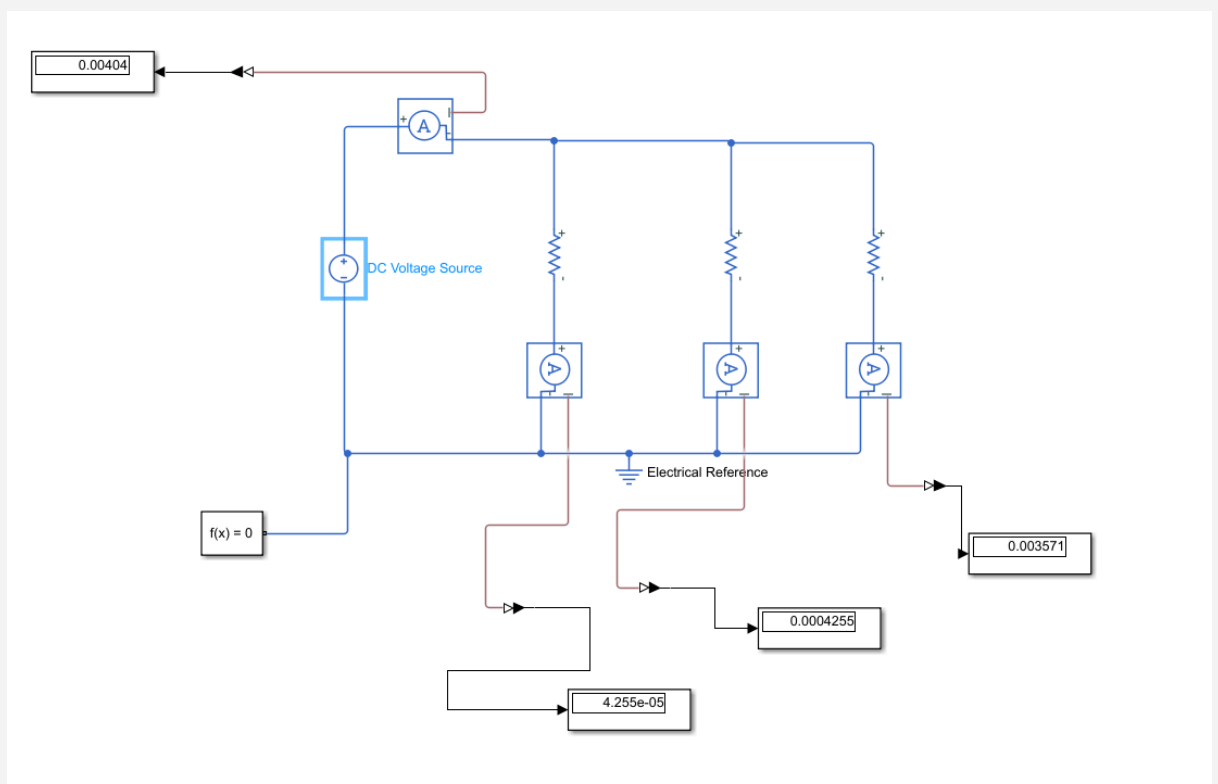 0.00404
A
DC Voltage Source
A
A
A
Electrical Reference
f(x) = 0
0.003571
0.0004255
4.255e-05